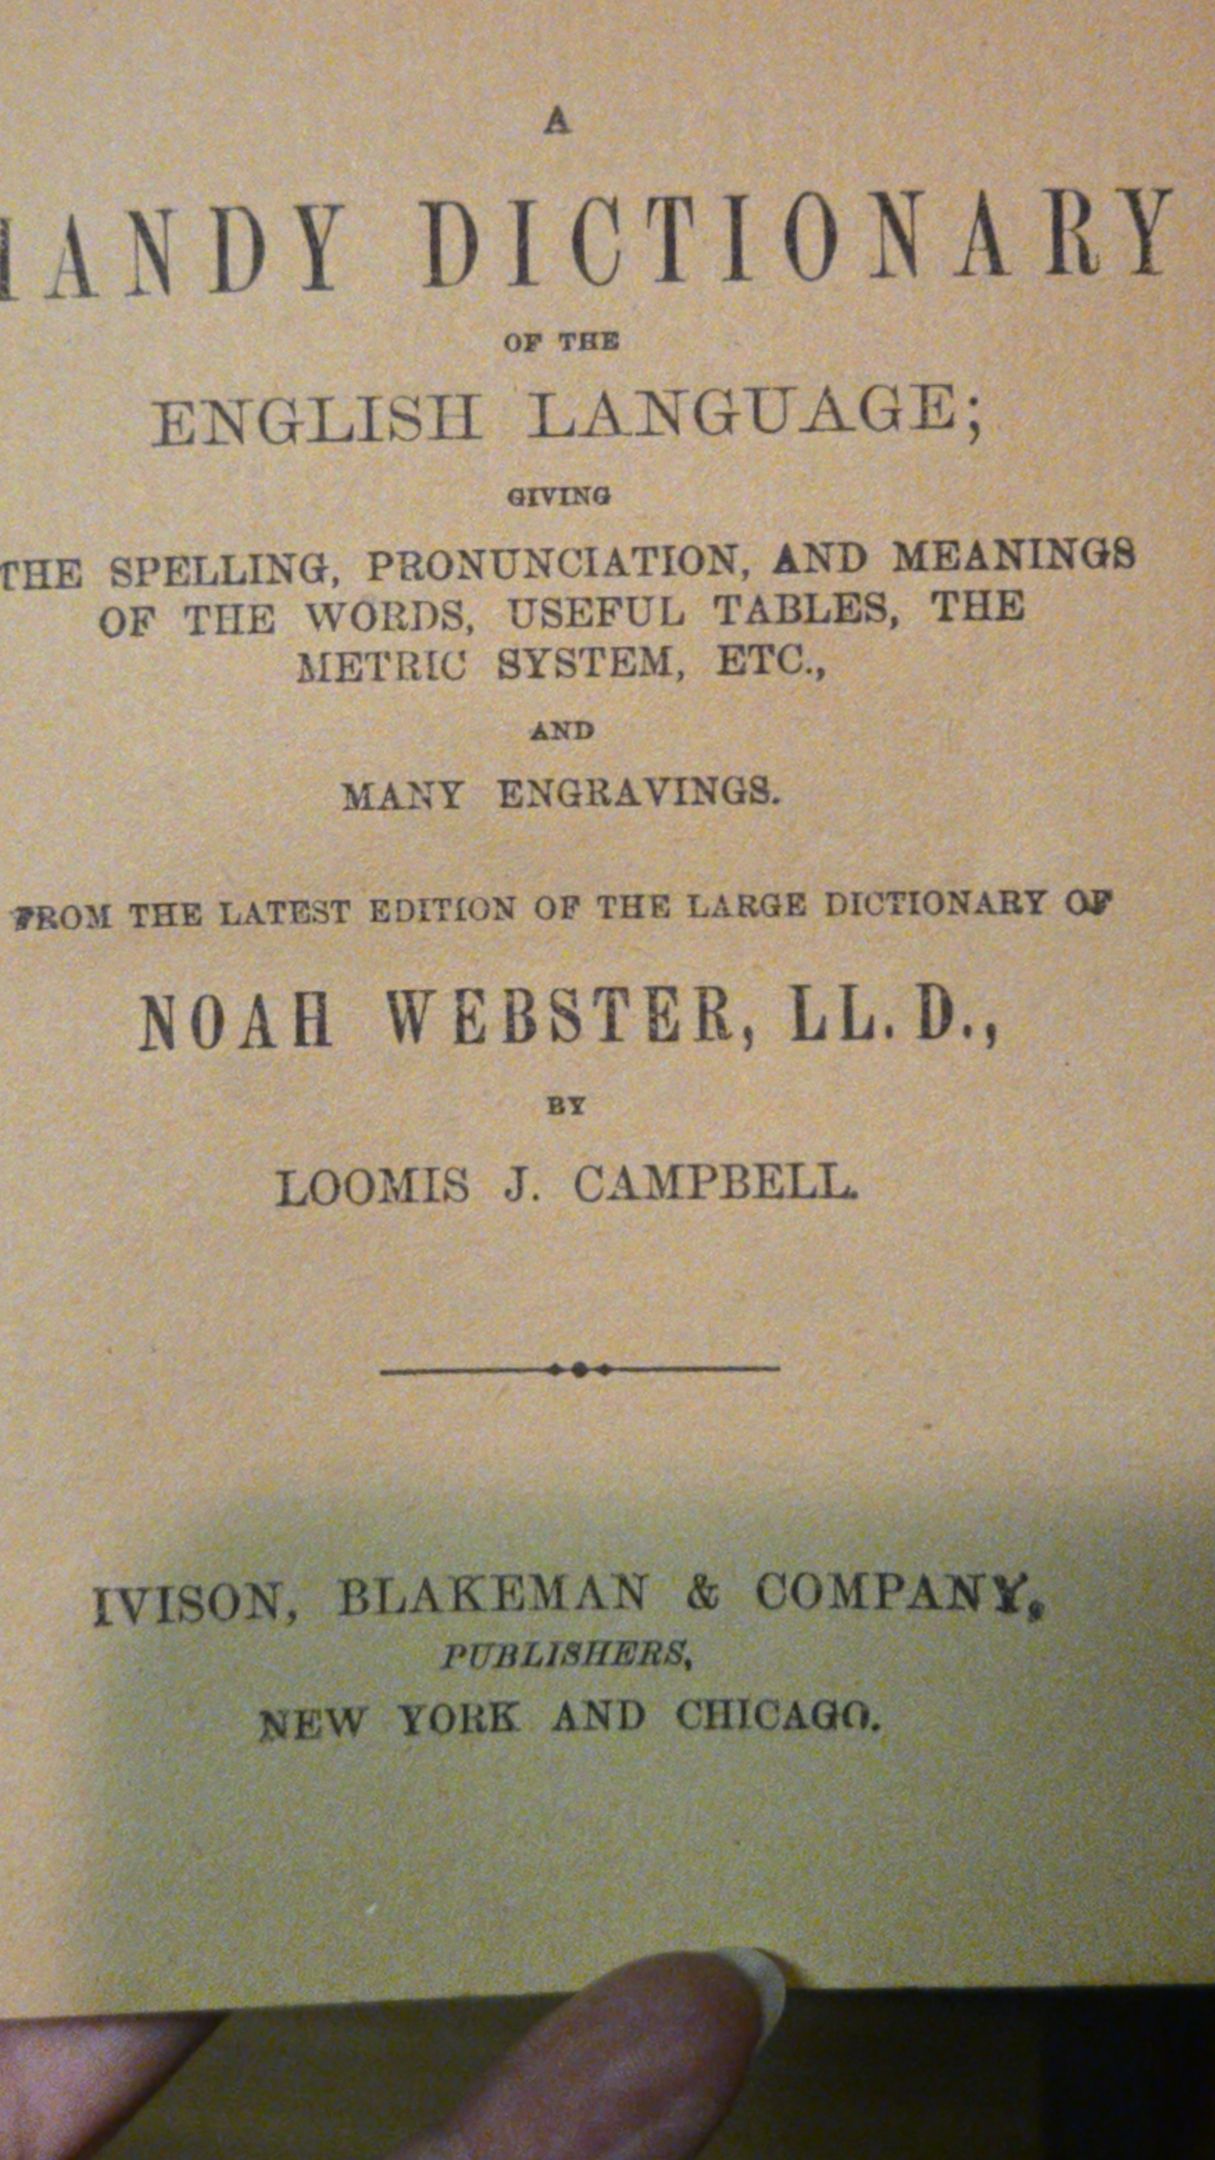 A
HANDY DICTIONARY
OF THE
ENGLISH LANGUAGE;
GIVING
THE SPELLING, PRONUNCIATION, AND MEANINGS
OF THE WORDS, USEFUL TABLES, THE
METRIC SYSTEM, ETC.,
AND
MANY ENGRAVINGS.
FROM THE LATEST EDITION OF THE LARGE DICTIONARY OF
NOAH WEBSTER, LL. D.,
BY
LOOMIS J. CAMPBELL.
IVISON, BLAKEMAN & COMPANY,
PUBLISHERS,
NEW YORK AND CHICAGO.